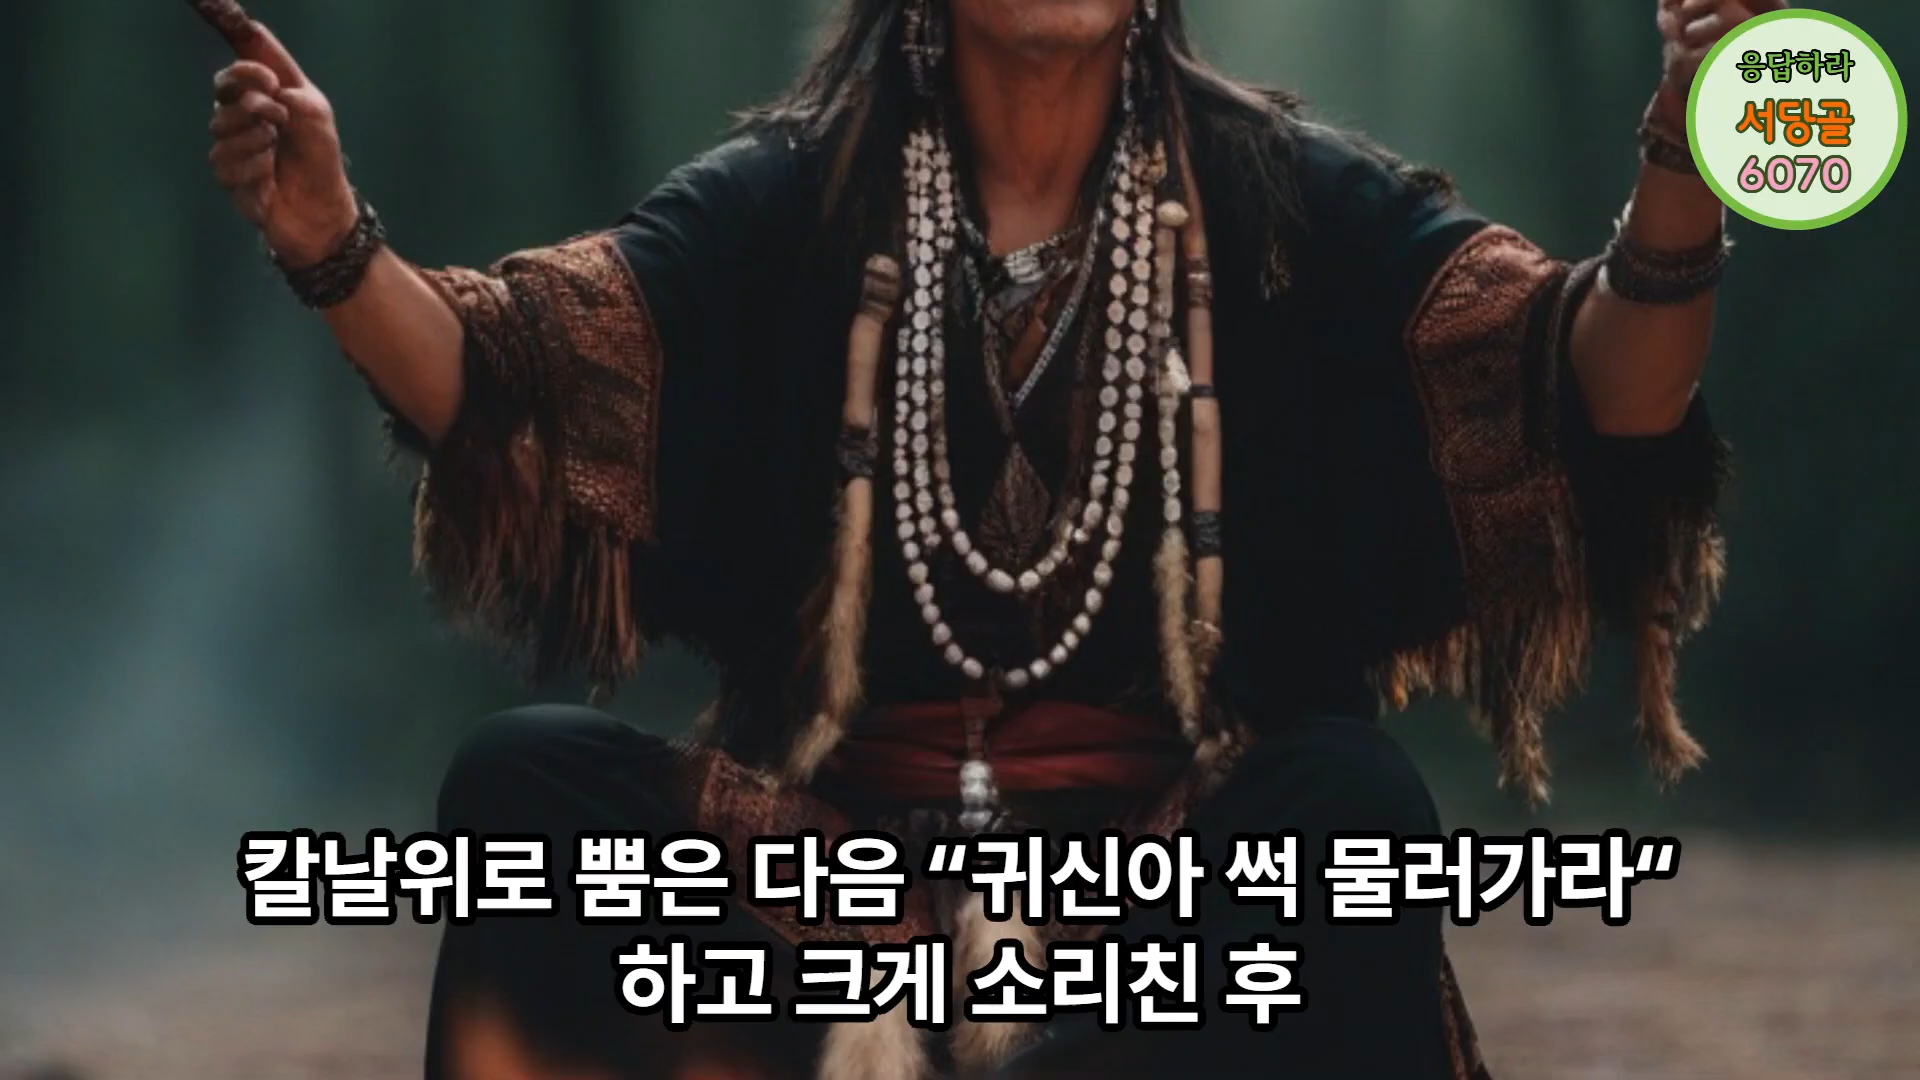 응답하라
서당골
6070
칼날위로 뿜은 다음 “귀신아 썩 물러가라“
하고 크게 소리친 후